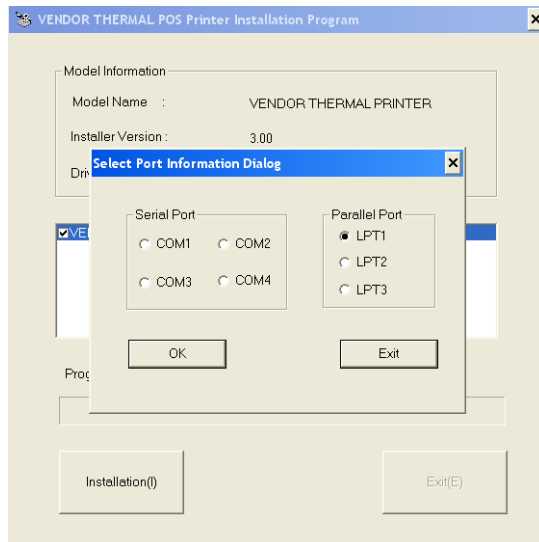 VENDOR THERMAL POS Printer Installation Program
Model Information
Model Name :
VENDOR THERMAL PRINTER
Installer Version :
3.00
Select Port Information Dialog
Serial Port
COM1
COM2
COM3
COM4
Parallel Port
LPT1
LPT2
LPT3
OK
Exit
Installation(I)
Exit(E)